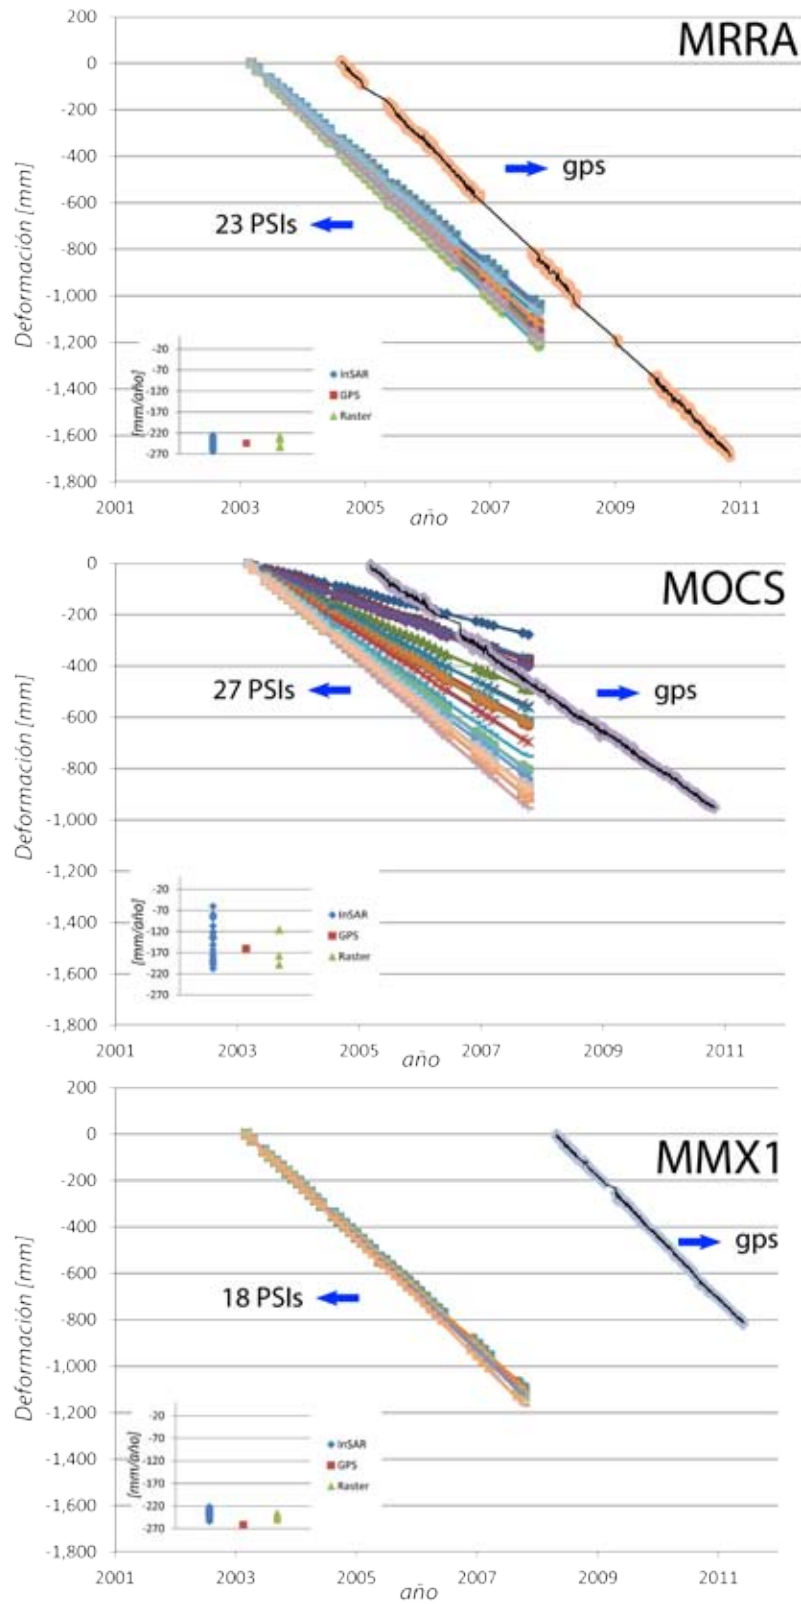 MRRA
200
0
-200
-400
-600
-800
-1,000
-1,200
-1,400
-1,600
-1,800
Deformación [mm]
gps
23 PSIs
[mm/año]
-20
-70
-120
-170
-220
-270
InSAR
GPS
Raster
2001 2003 2005 2007 2009 2011
año
MOCS
0
-200
-400
-600
-800
-1,000
-1,200
-1,400
-1,600
-1,800
Deformación [mm]
27 PSIs
gps
[mm/año]
-20
-70
-120
-170
-220
-270
InSAR
GPS
Raster
2001 2003 2005 2007 2009 2011
año
MMX1
200
0
-200
-400
-600
-800
-1,000
-1,200
-1,400
-1,600
-1,800
Deformación [mm]
gps
18 PSIs
[mm/año]
-20
-70
-120
-170
-220
-270
InSAR
GPS
Raster
2001 2003 2005 2007 2009 2011
año